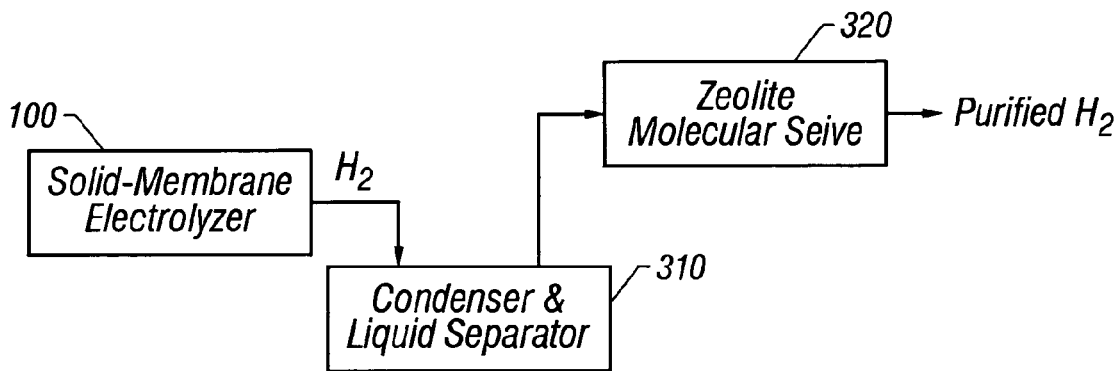 320
Zeolite
Molecular Seive
Purified H₂
100
Solid-Membrane
Electrolyzer
H₂
310
Condenser &
Liquid Separator